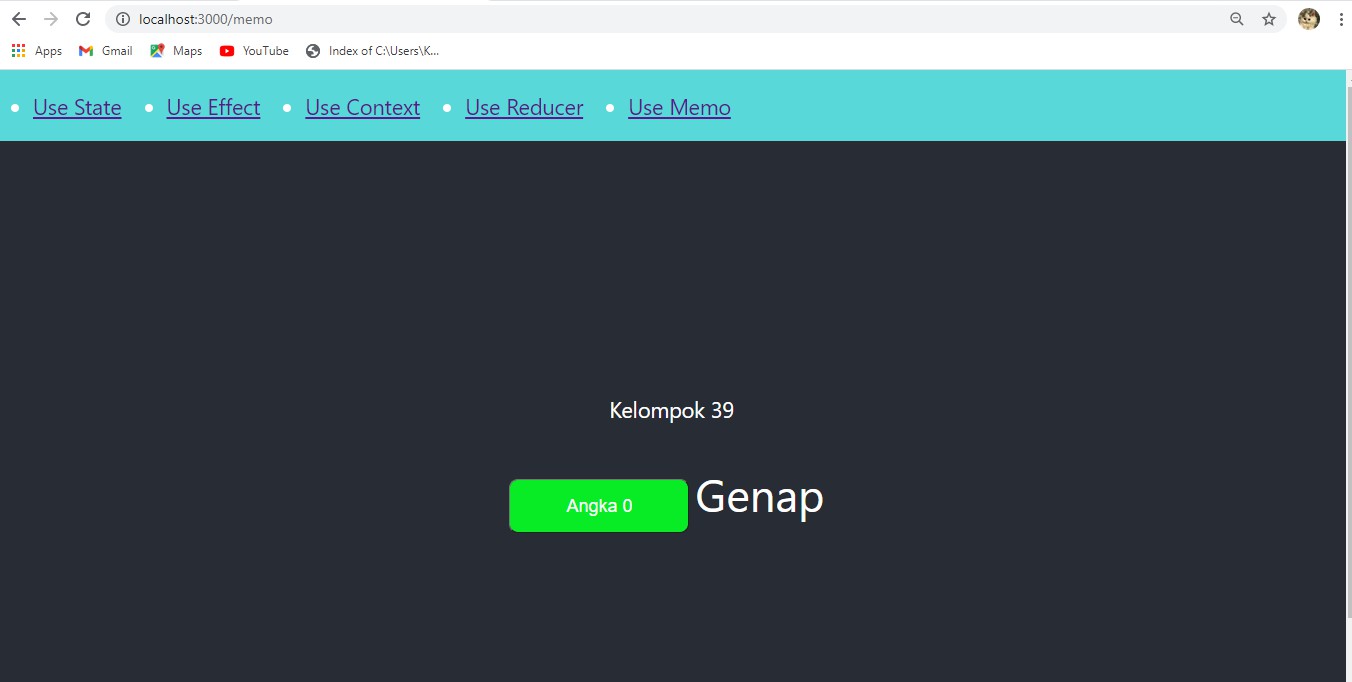 localhost:3000/memo
Apps Gmail Maps YouTube Index of C:\Users\K...
Use State Use Effect Use Context Use Reducer Use Memo
Kelompok 39
Angka 0 Genap